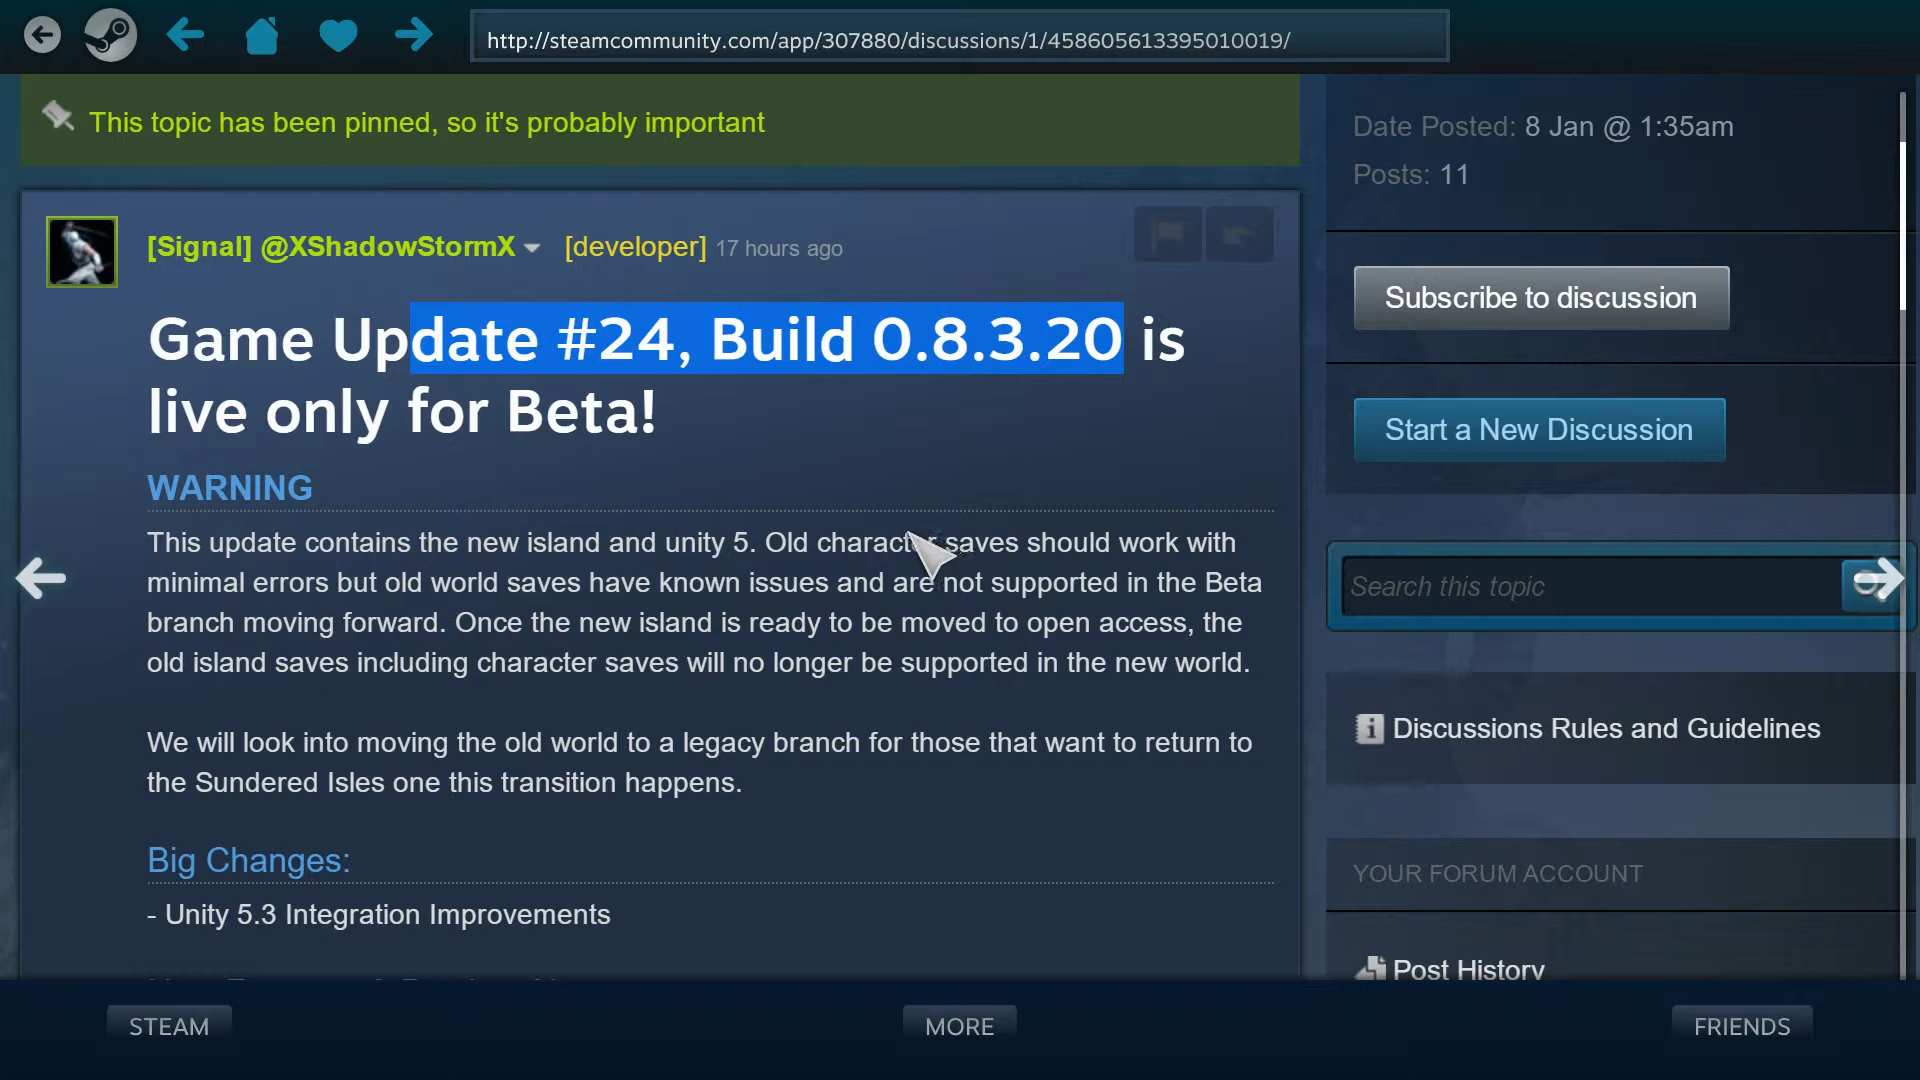 http://steamcommunity.com/app/307880/discussions/1/458605613395010019/
This topic has been pinned, so it's probably important
[Signal] @XShadowStormX [developer] 17 hours ago
Game Update #24, Build 0.8.3.20 is
live only for Beta!
WARNING
This update contains the new island and unity 5. Old character saves should work with
minimal errors but old world saves have known issues and are not supported in the Beta
branch moving forward. Once the new island is ready to be moved to open access, the
old island saves including character saves will no longer be supported in the new world.
We will look into moving the old world to a legacy branch for those that want to return to
the Sundered Isles one this transition happens.
Big Changes:
- Unity 5.3 Integration Improvements
Date Posted: 8 Jan @ 1:35am
Posts: 11
Subscribe to discussion
Start a New Discussion
Search this topic
Discussions Rules and Guidelines
YOUR FORUM ACCOUNT
Post History
STEAM
MORE
FRIENDS